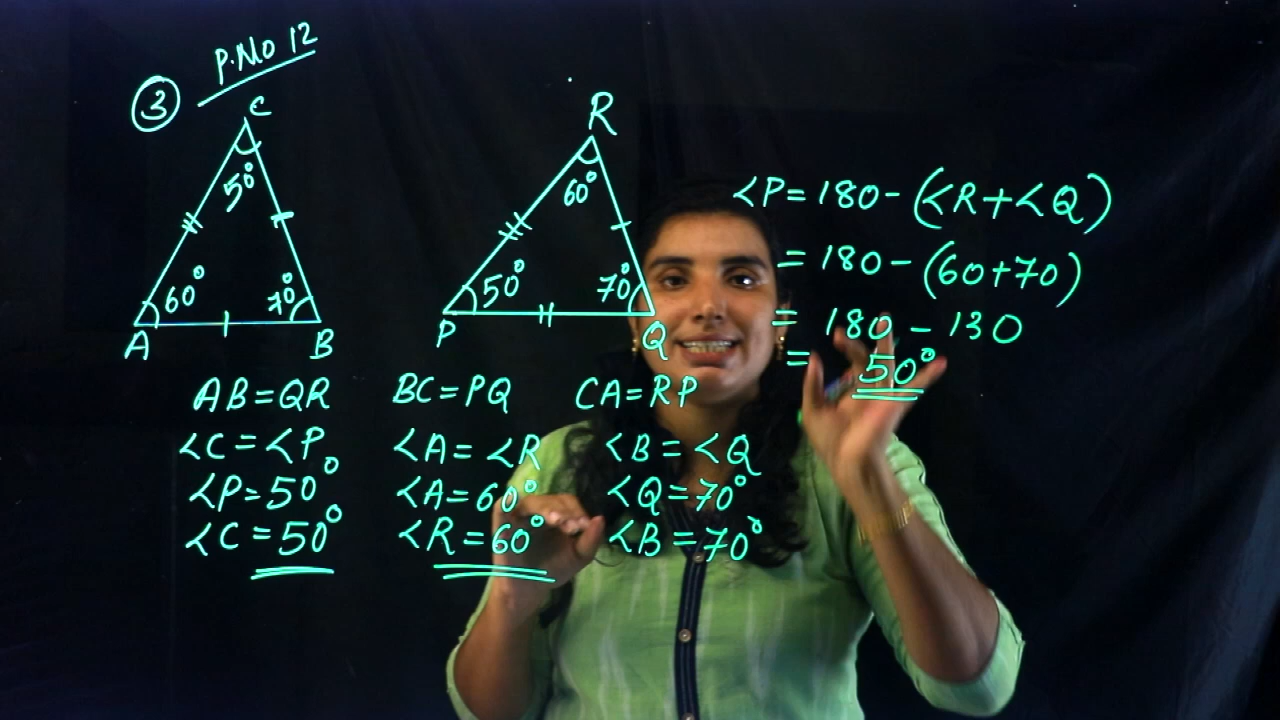 P.No 12
3
C
50°
60°
70°
A
B
R
60°
50°
70°
P
Q
∠P = 180 - (∠R + ∠Q)
= 180 - (60 + 70)
= 180 - 130
= 50°
AB = QR BC = PQ CA = RP
∠C = ∠P ∠A = ∠R ∠B = ∠Q
∠P = 50° ∠A = 60° ∠Q = 70°
∠C = 50° ∠R = 60° ∠B = 70°